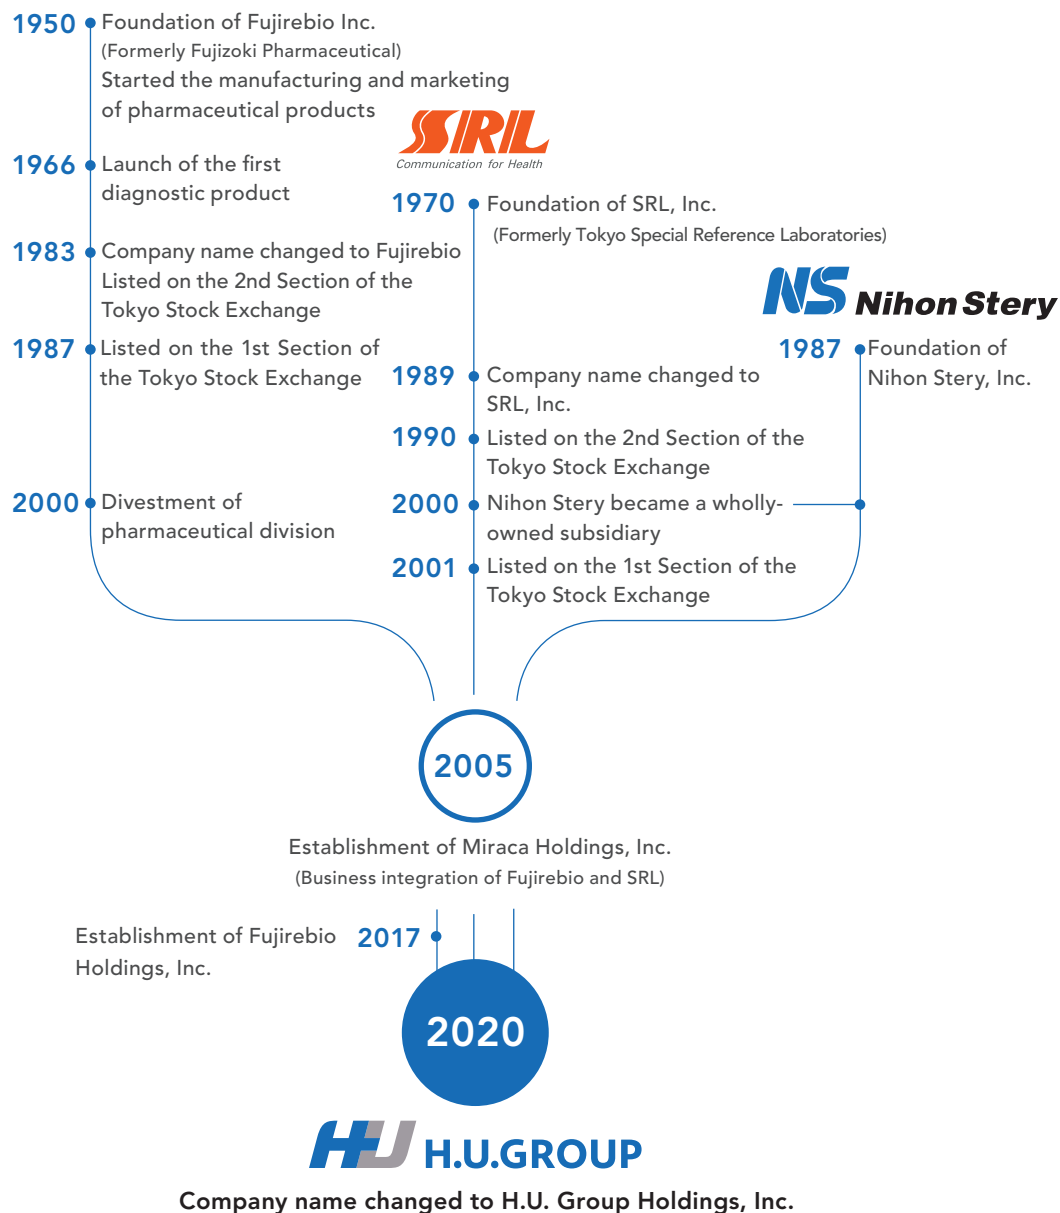 1950 Foundation of Fujirebio Inc.
(Formerly Fujizoki Pharmaceutical)
Started the manufacturing and marketing
of pharmaceutical products
1966 Launch of the first
diagnostic product
1983 Company name changed to Fujirebio
Listed on the 2nd Section of the
Tokyo Stock Exchange
1987 Listed on the 1st Section of
the Tokyo Stock Exchange
2000 Divestment of
pharmaceutical division
SRL
Communication for Health
1970 Foundation of SRL, Inc.
(Formerly Tokyo Special Reference Laboratories)
1989 Company name changed to
SRL, Inc.
1990 Listed on the 2nd Section of the
Tokyo Stock Exchange
2000 Nihon Stery became a wholly-
owned subsidiary
2001 Listed on the 1st Section of the
Tokyo Stock Exchange
NS Nihon Stery
1987 Foundation of
Nihon Stery, Inc.
2005
Establishment of Miraca Holdings, Inc.
(Business integration of Fujirebio and SRL)
Establishment of Fujirebio 2017
Holdings, Inc.
2020
HU H.U.GROUP
Company name changed to H.U. Group Holdings, Inc.